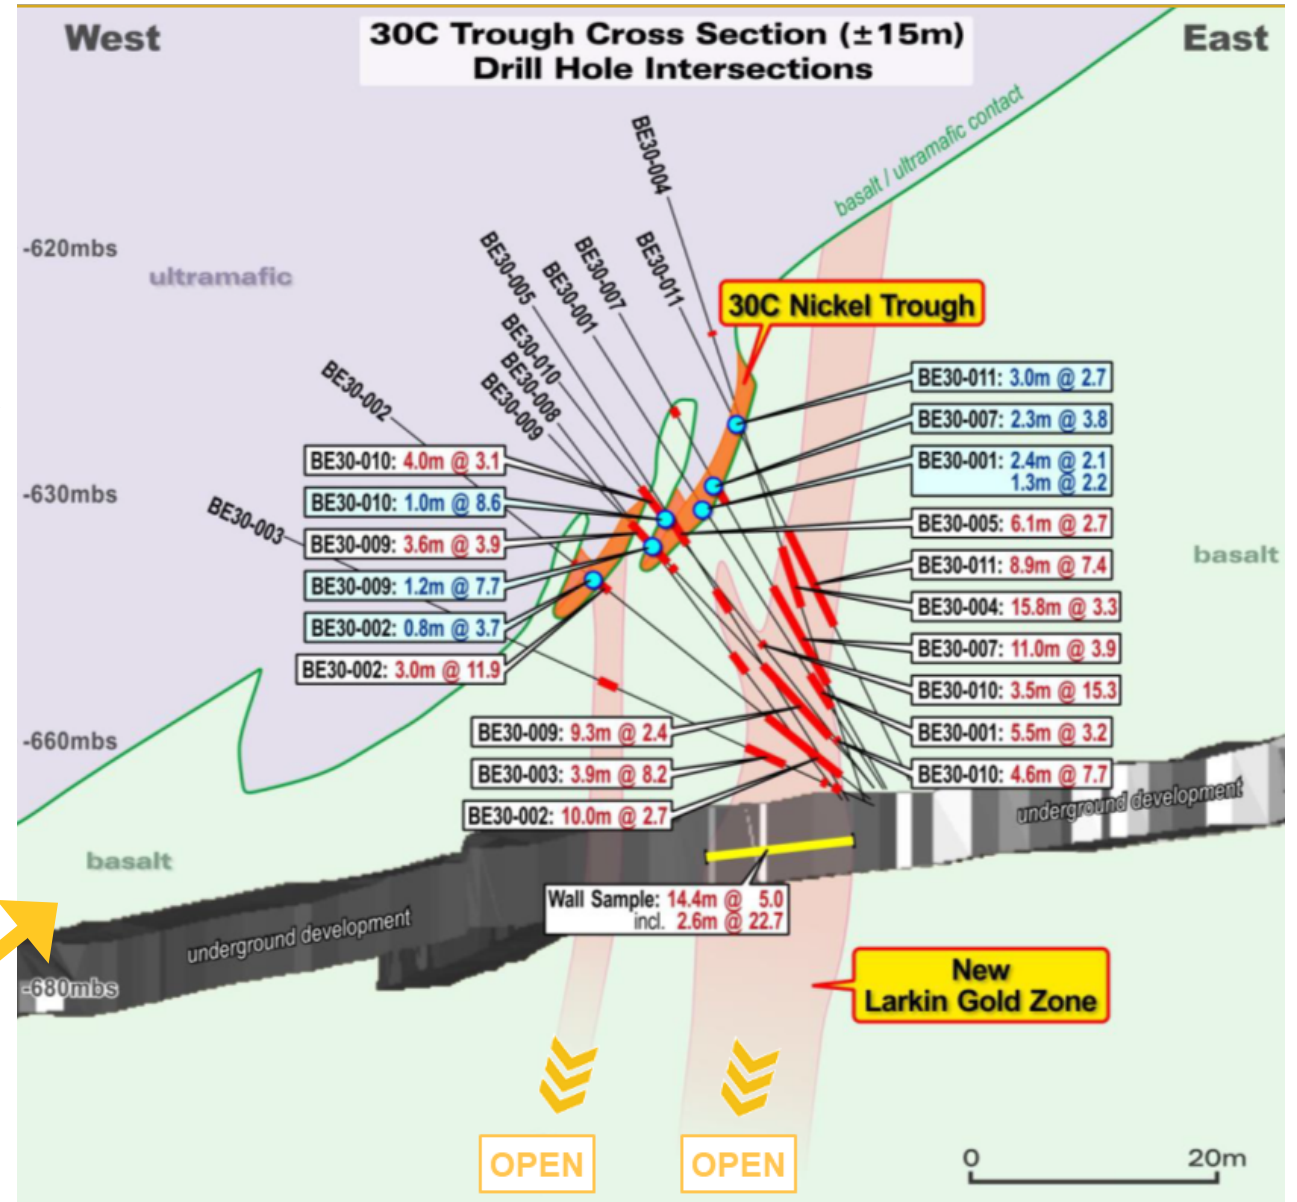 West
30C Trough Cross Section (±15m)
Drill Hole Intersections
East
BE30-004
basalt / ultramafic contact
-620mbs
ultramafic
BE30-005
BE30-001
BE30-007
BE30-011
30C Nickel Trough
BE30-010
BE30-008
BE30-009
BE30-002
BE30-003
BE30-011: 3.0m @ 2.7
BE30-007: 2.3m @ 3.8
BE30-001: 2.4m @ 2.1
1.3m @ 2.2
BE30-005: 6.1m @ 2.7
BE30-011: 8.9m @ 7.4
BE30-004: 15.8m @ 3.3
BE30-007: 11.0m @ 3.9
BE30-010: 3.5m @ 15.3
BE30-001: 5.5m @ 3.2
BE30-010: 4.6m @ 7.7
BE30-010: 4.0m @ 3.1
BE30-010: 1.0m @ 8.6
BE30-009: 3.6m @ 3.9
BE30-009: 1.2m @ 7.7
BE30-002: 0.8m @ 3.7
BE30-002: 3.0m @ 11.9
-630mbs
basalt
BE30-009: 9.3m @ 2.4
BE30-003: 3.9m @ 8.2
BE30-002: 10.0m @ 2.7
-660mbs
underground development
basalt
Wall Sample: 14.4m @ 5.0
incl. 2.6m @ 22.7
underground development
-680mbs
New
Larkin Gold Zone
OPEN
OPEN
0 20m